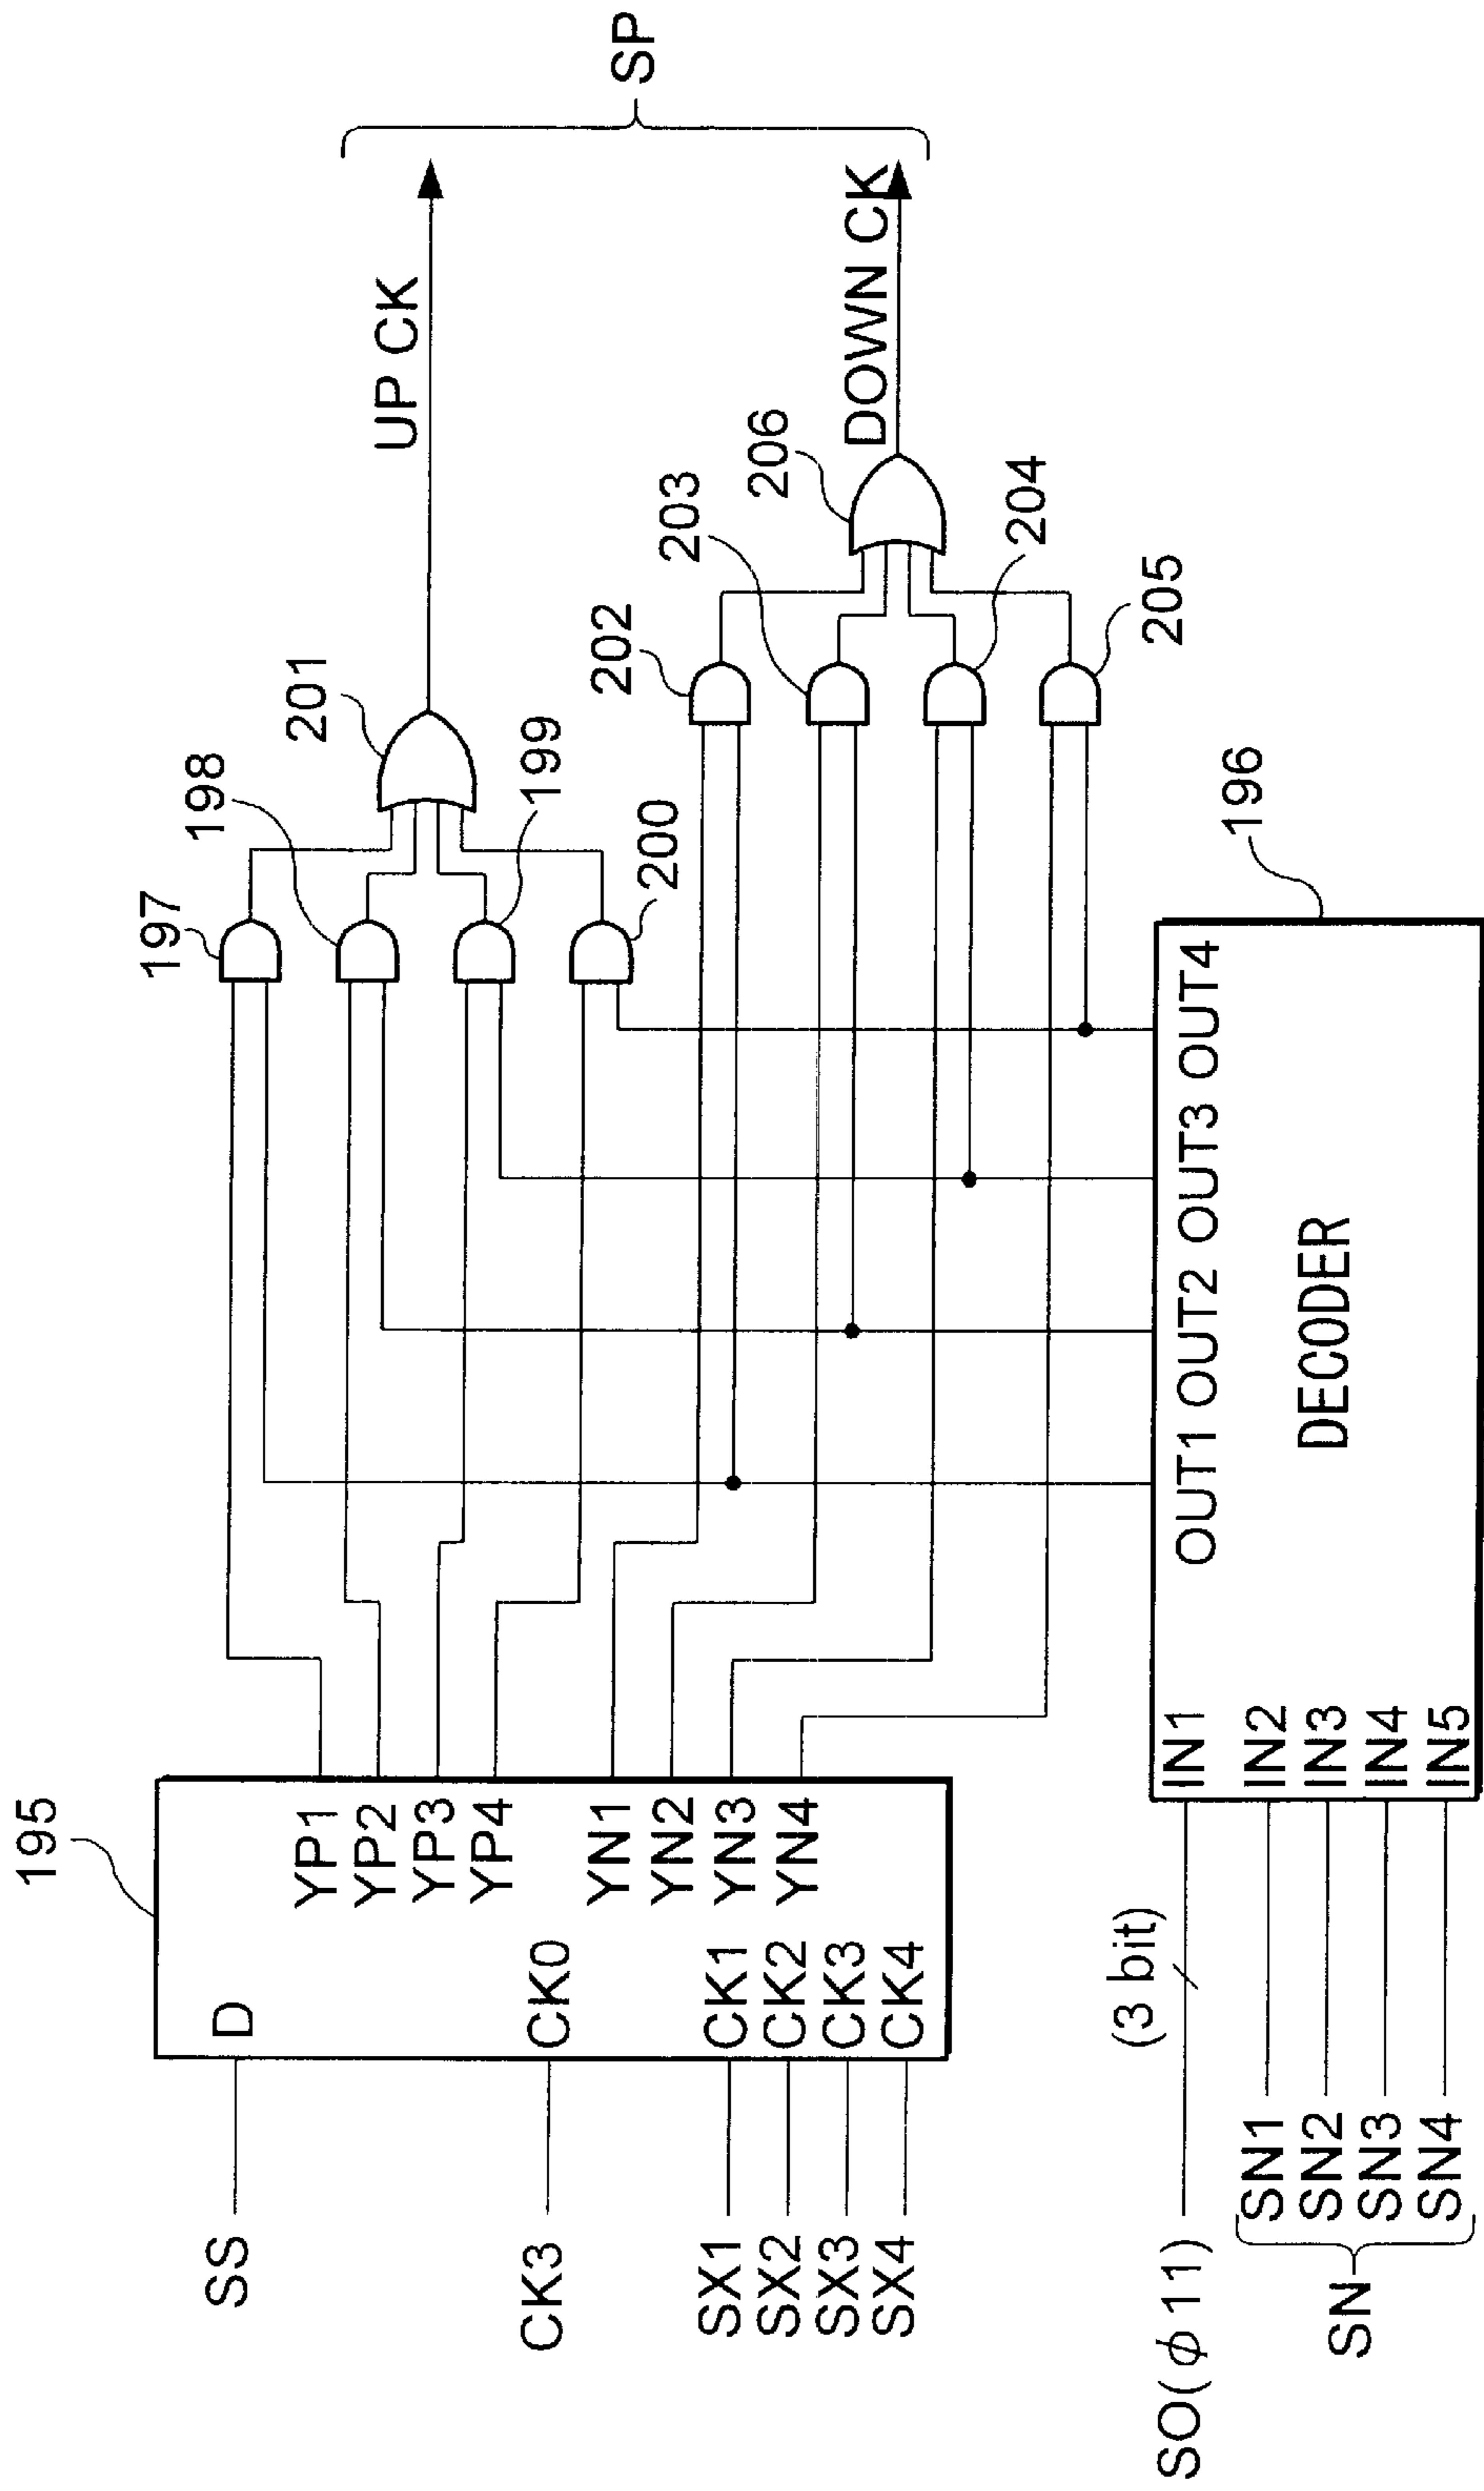 195
SS
D
CK3
CK0
SX1
CK1
SX2
CK2
SX3
CK3
SX4
CK4
YP1
YP2
YP3
YP4
YN1
YN2
YN3
YN4
197
198
199
200
201
UP CK
202
203
204
205
206
DOWN CK
SP
SO(ϕ11)
(3 bit)
IN1
SN
SN1
IN2
SN2
IN3
SN3
IN4
SN4
IN5
OUT1 OUT2 OUT3 OUT4
DECODER
196